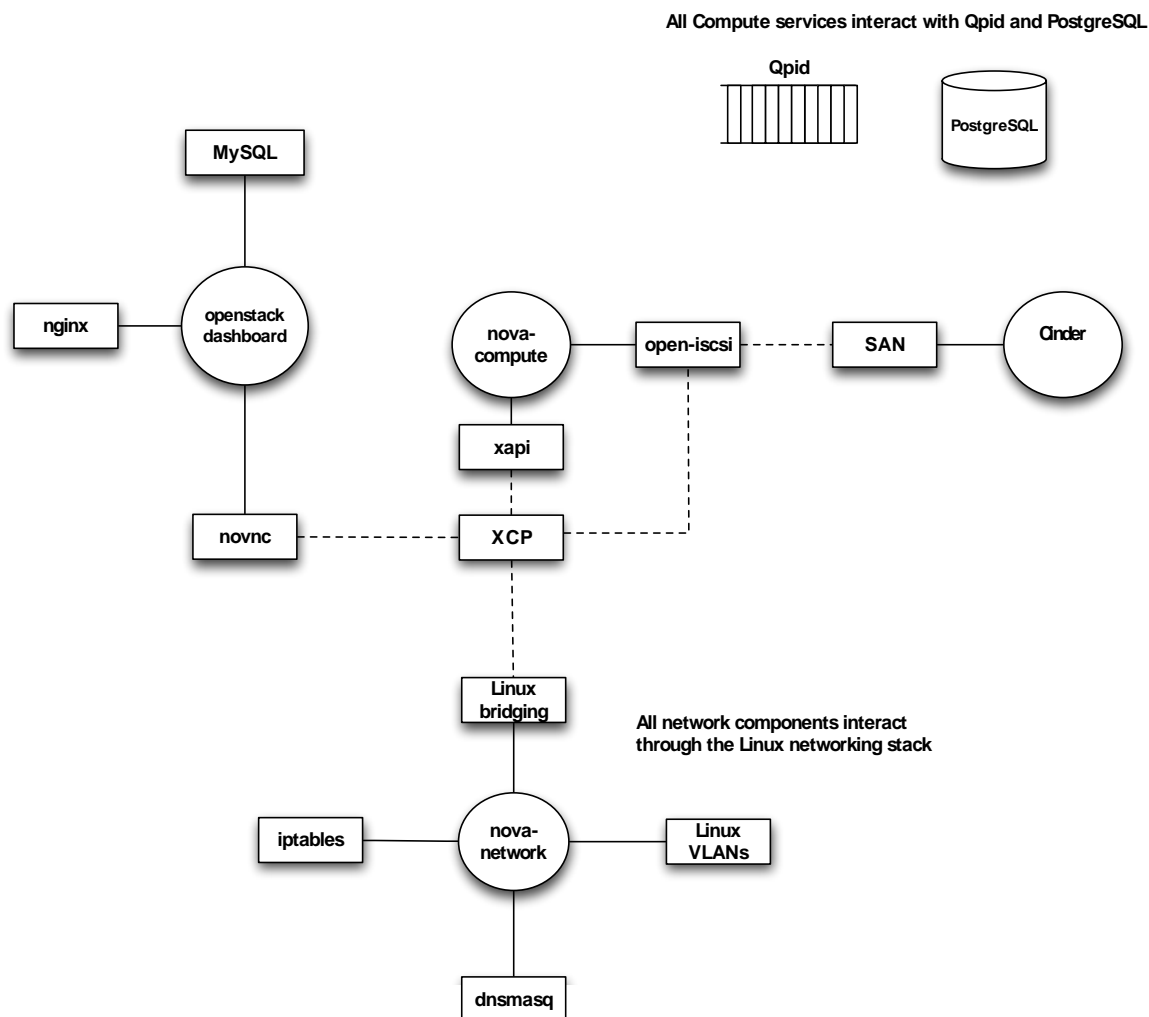 All Compute services interact with Qpid and PostgreSQL
Qpid
PostgreSQL
MySQL
openstack
dashboard
nginx
nova-
compute
open-iscsi
SAN
Cinder
xapi
novnc
XCP
Linux
bridging
All network components interact
through the Linux networking stack
iptables
nova-
network
Linux
VLANs
dnsmasq